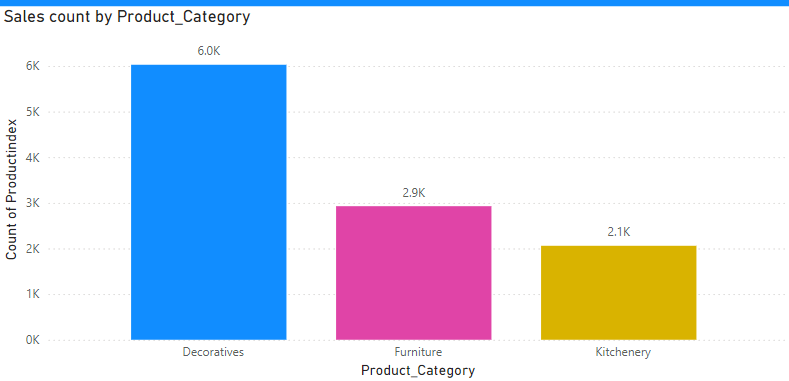 Sales count by Product_Category
Count of Productindex
6K
5K
4K
3K
2K
1K
0K
6.0K
2.9K
2.1K
Decoratives
Furniture
Kitchenery
Product_Category